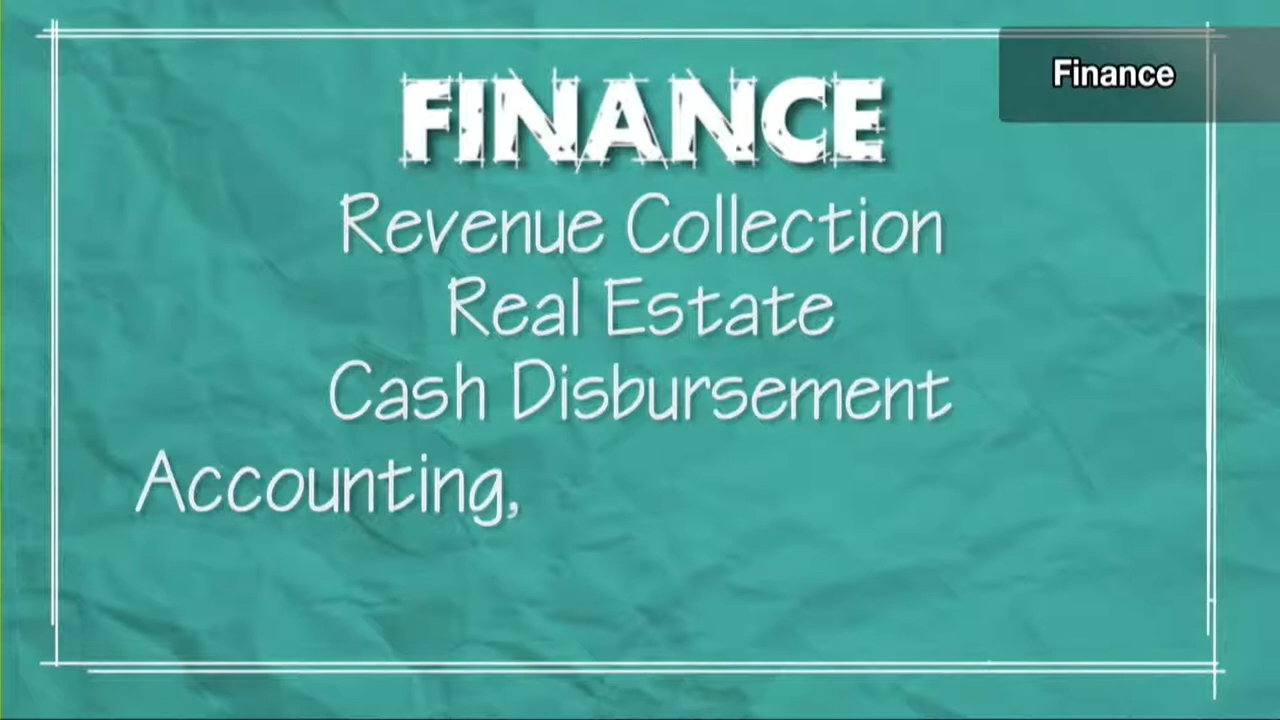 Finance
FINANCE
Revenue Collection
Real Estate
Cash Disbursement
Accounting,